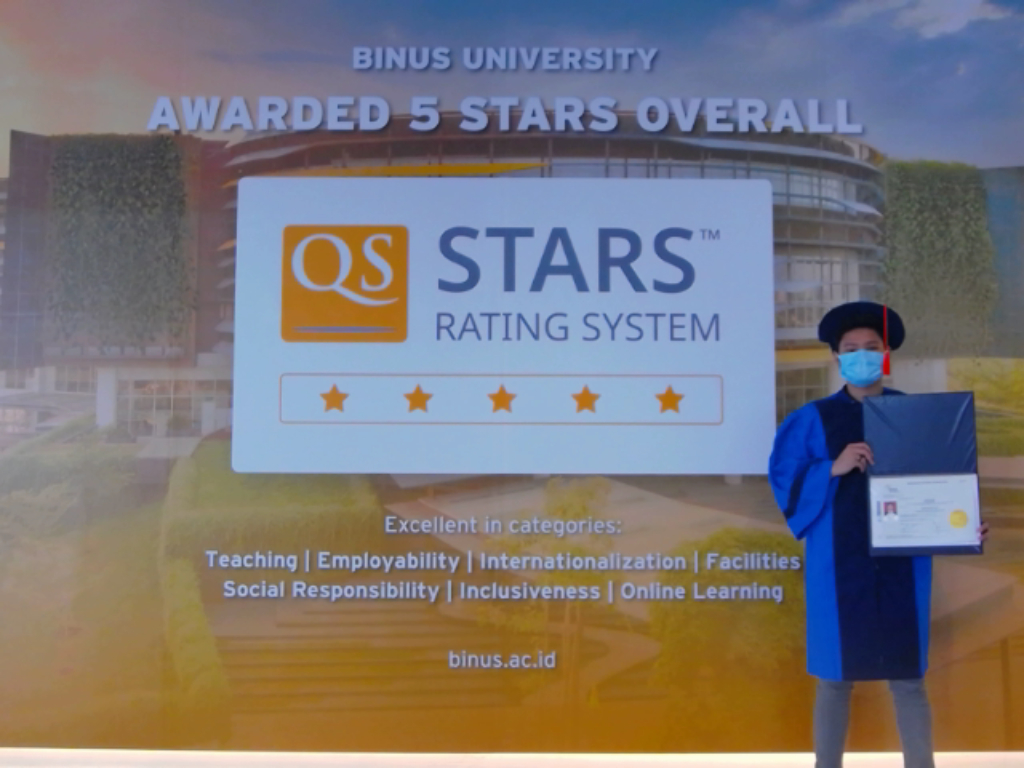 BINUS UNIVERSITY
AWARDED 5 STARS OVERALL
QS
STARS™
RATING SYSTEM
Excellent in categories:
Teaching | Employability | Internationalization | Facilities
Social Responsibility | Inclusiveness | Online Learning
binus.ac.id